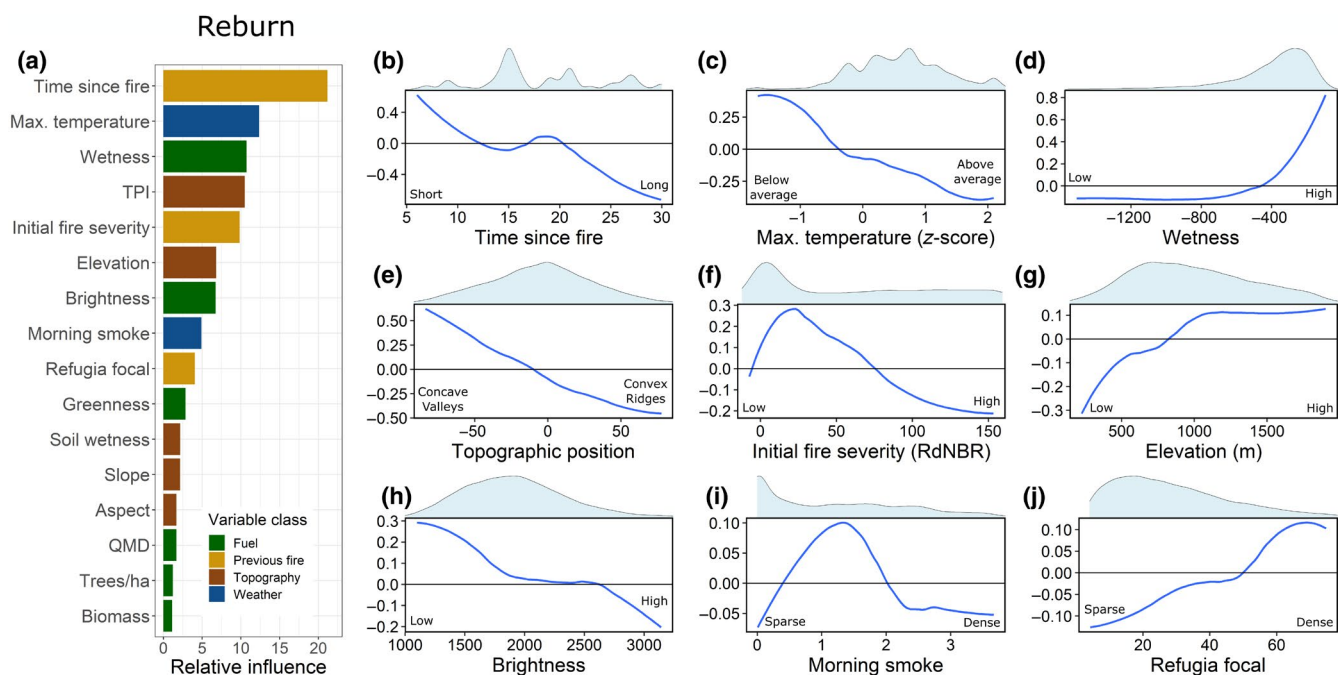 Reburn
(a)
Time since fire
Max. temperature
Wetness
TPI
Initial fire severity
Elevation
Brightness
Morning smoke
Refugia focal
Greenness
Soil wetness
Slope
Aspect
QMD
Trees/ha
Biomass
Variable class
Fuel
Previous fire
Topography
Weather
0 5 10 15 20
Relative influence
(b)
0.4
0.0
−0.4
Short
Long
5 10 15 20 25 30
Time since fire
(c)
0.25
0.00
−0.25
Below
average
Above
average
−1 0 1 2
Max. temperature (z-score)
(d)
0.8
0.6
0.4
0.2
0.0
Low
High
−1200 −800 −400
Wetness
(e)
0.50
0.25
0.00
−0.25
−0.50
Concave
Valleys
Convex
Ridges
−50 0 50
Topographic position
(f)
0.3
0.2
0.1
0.0
−0.1
−0.2
Low
High
0 50 100 150
Initial fire severity (RdNBR)
(g)
0.1
0.0
−0.1
−0.2
−0.3
Low
High
500 1000 1500
Elevation (m)
(h)
0.3
0.2
0.1
0.0
−0.1
−0.2
Low
High
1000 1500 2000 2500 3000
Brightness
(i)
0.10
0.05
0.00
−0.05
Sparse
Dense
0 1 2 3
Morning smoke
(j)
0.10
0.05
0.00
−0.05
−0.10
Sparse
Dense
0 20 40 60
Refugia focal